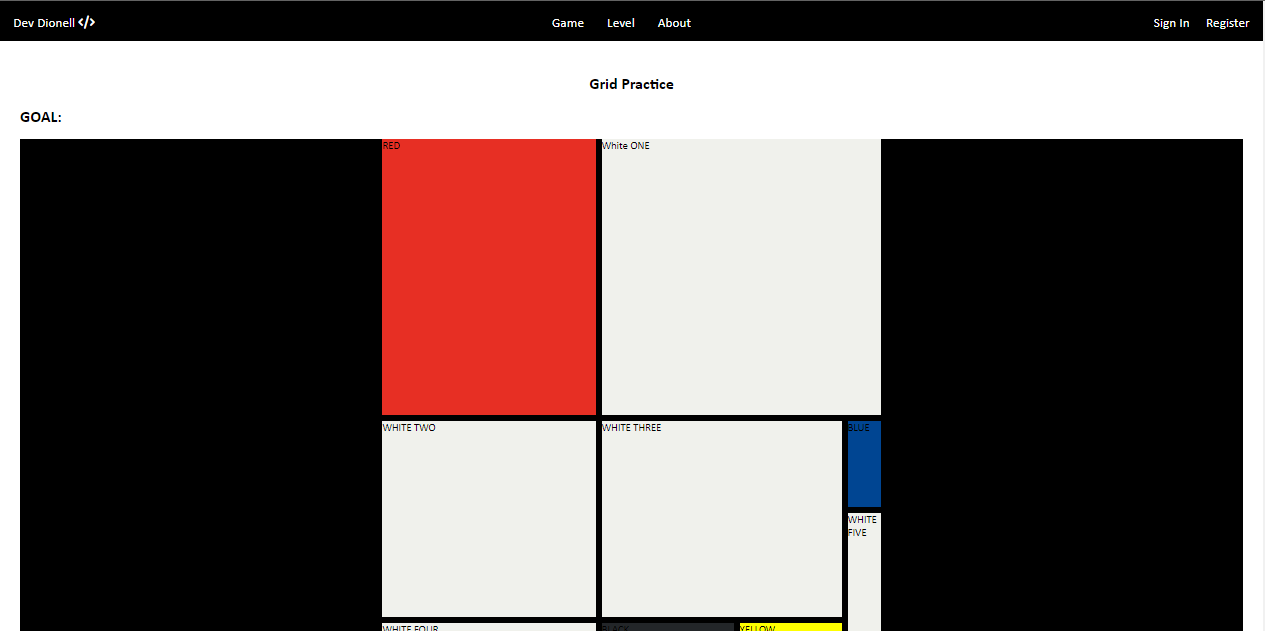 Dev Dionell </>
Game Level About
Sign In Register
Grid Practice
GOAL:
RED
White ONE
WHITE TWO
WHITE THREE
BLUE
WHITE
FIVE
WHITE FOUR
BLACK
YELLOW